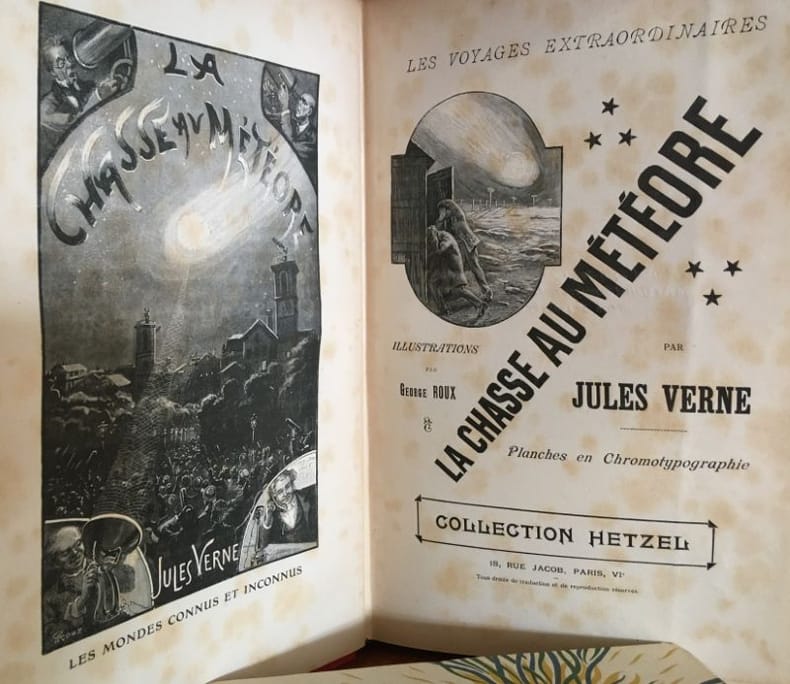 LA
CHASSE AU MÉTÉORE
JULES VERNE
LES MONDES CONNUS ET INCONNUS
LES VOYAGES EXTRAORDINAIRES
LA CHASSE AU MÉTÉORE
ILLUSTRATIONS
PAR
GEORGE ROUX
PAR
JULES VERNE
Planches en Chromotypographie
COLLECTION HETZEL
18, RUE JACOB, PARIS, VIe
Tous droits de traduction et de reproduction réservés.